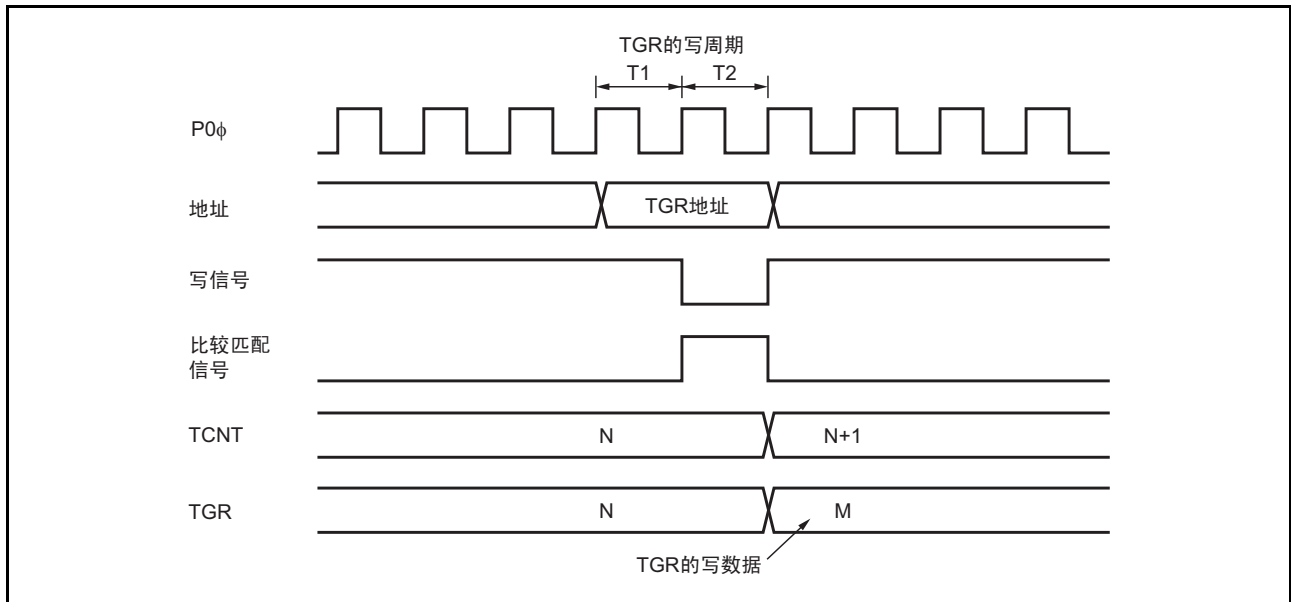 TGR的写周期
T1 T2
P0φ
地址 TGR地址
写信号
比较匹配
信号
TCNT N N+1
TGR N M
TGR的写数据